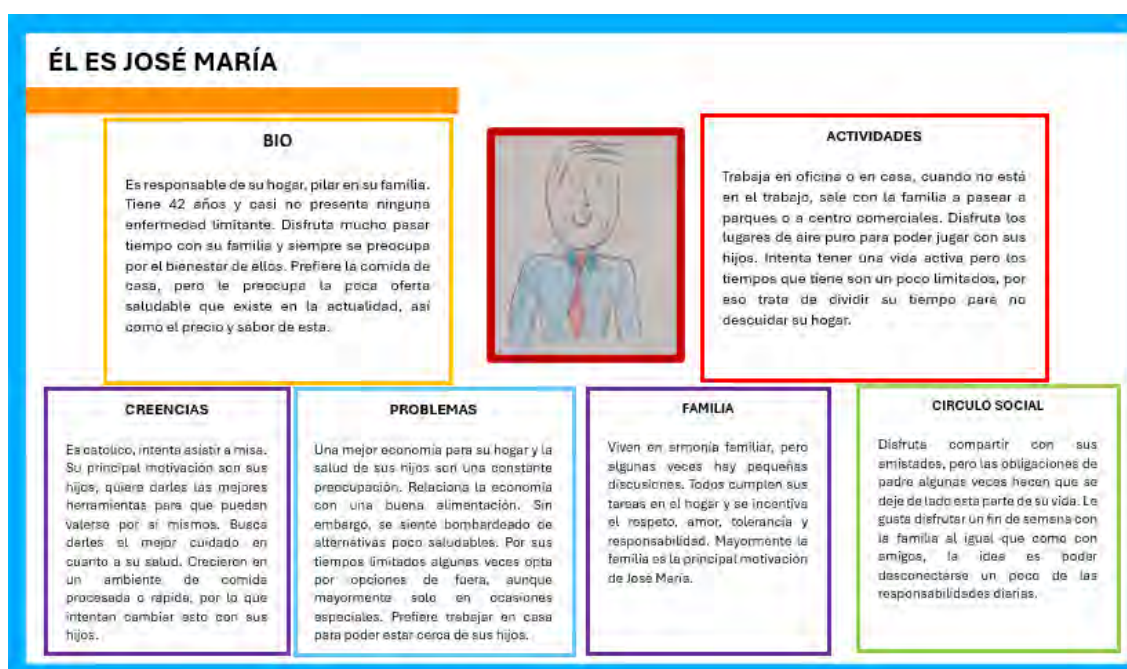 ÉL ES JOSÉ MARÍA
BIO
Es responsable de su hogar, pilar en su familia.
Tiene 42 años y casi no presenta ninguna
enfermedad limitante. Disfruta mucho pasar
tiempo con su familia y siempre se preocupa
por el bienestar de ellos. Prefiere la comida de
casa, pero le preocupa la poca oferta
saludable que existe en la actualidad, así
como el precio y sabor de esta.
ACTIVIDADES
Trabaja en oficina o en casa, cuando no está
en el trabajo, sale con la familia a pasear a
parques o a centro comerciales. Disfruta los
lugares de aire puro para poder jugar con sus
hijos. Intenta tener una vida activa pero los
tiempos que tiene son un poco limitados, por
eso trata de dividir su tiempo para no
descuidar su hogar.
CREENCIAS
Es catolico, intenta asistir a misa.
Su principal motivación son sus
hijos, quiere darles las mejores
herramientas para que puedan
valerse por si mismos. Busca
darles el mejor cuidado en
cuanto a su salud. Crecieron en
un ambiente de comida
procesada o rapida, por lo que
intentan cambiar esto con sus
hijos.
PROBLEMAS
Una mejor economia para su hogar y la
salud de sus hijos son una constante
preocupación. Relaciona la economia
con una buena alimentación. Sin
embargo, se siente bombardeado de
alternativas poco saludables. Por sus
tiempos limitados algunas veces opta
por opciones de fuera, aunque
mayormente solo en ocasiones
especiales. Prefiere trabajar en casa
para poder estar cerca de sus hijos.
FAMILIA
Viven en armonia familiar, pero
algunas veces hay pequeñas
discusiones. Todos cumplen sus
tareas en el hogar y se incentiva
el respeto, amor, tolerancia y
responsabilidad. Mayormente la
familia es la principal motivación
de José María.
CIRCULO SOCIAL
Disfruta compartir con sus
amistades, pero las obligaciones de
padre algunas veces hacen que se
deje de lado esta parte de su vida. Le
gusta disfrutar un fin de semana con
la familia al igual que como con
amigos, la idea es poder
desconectarse un poco de las
responsabilidades diarias.